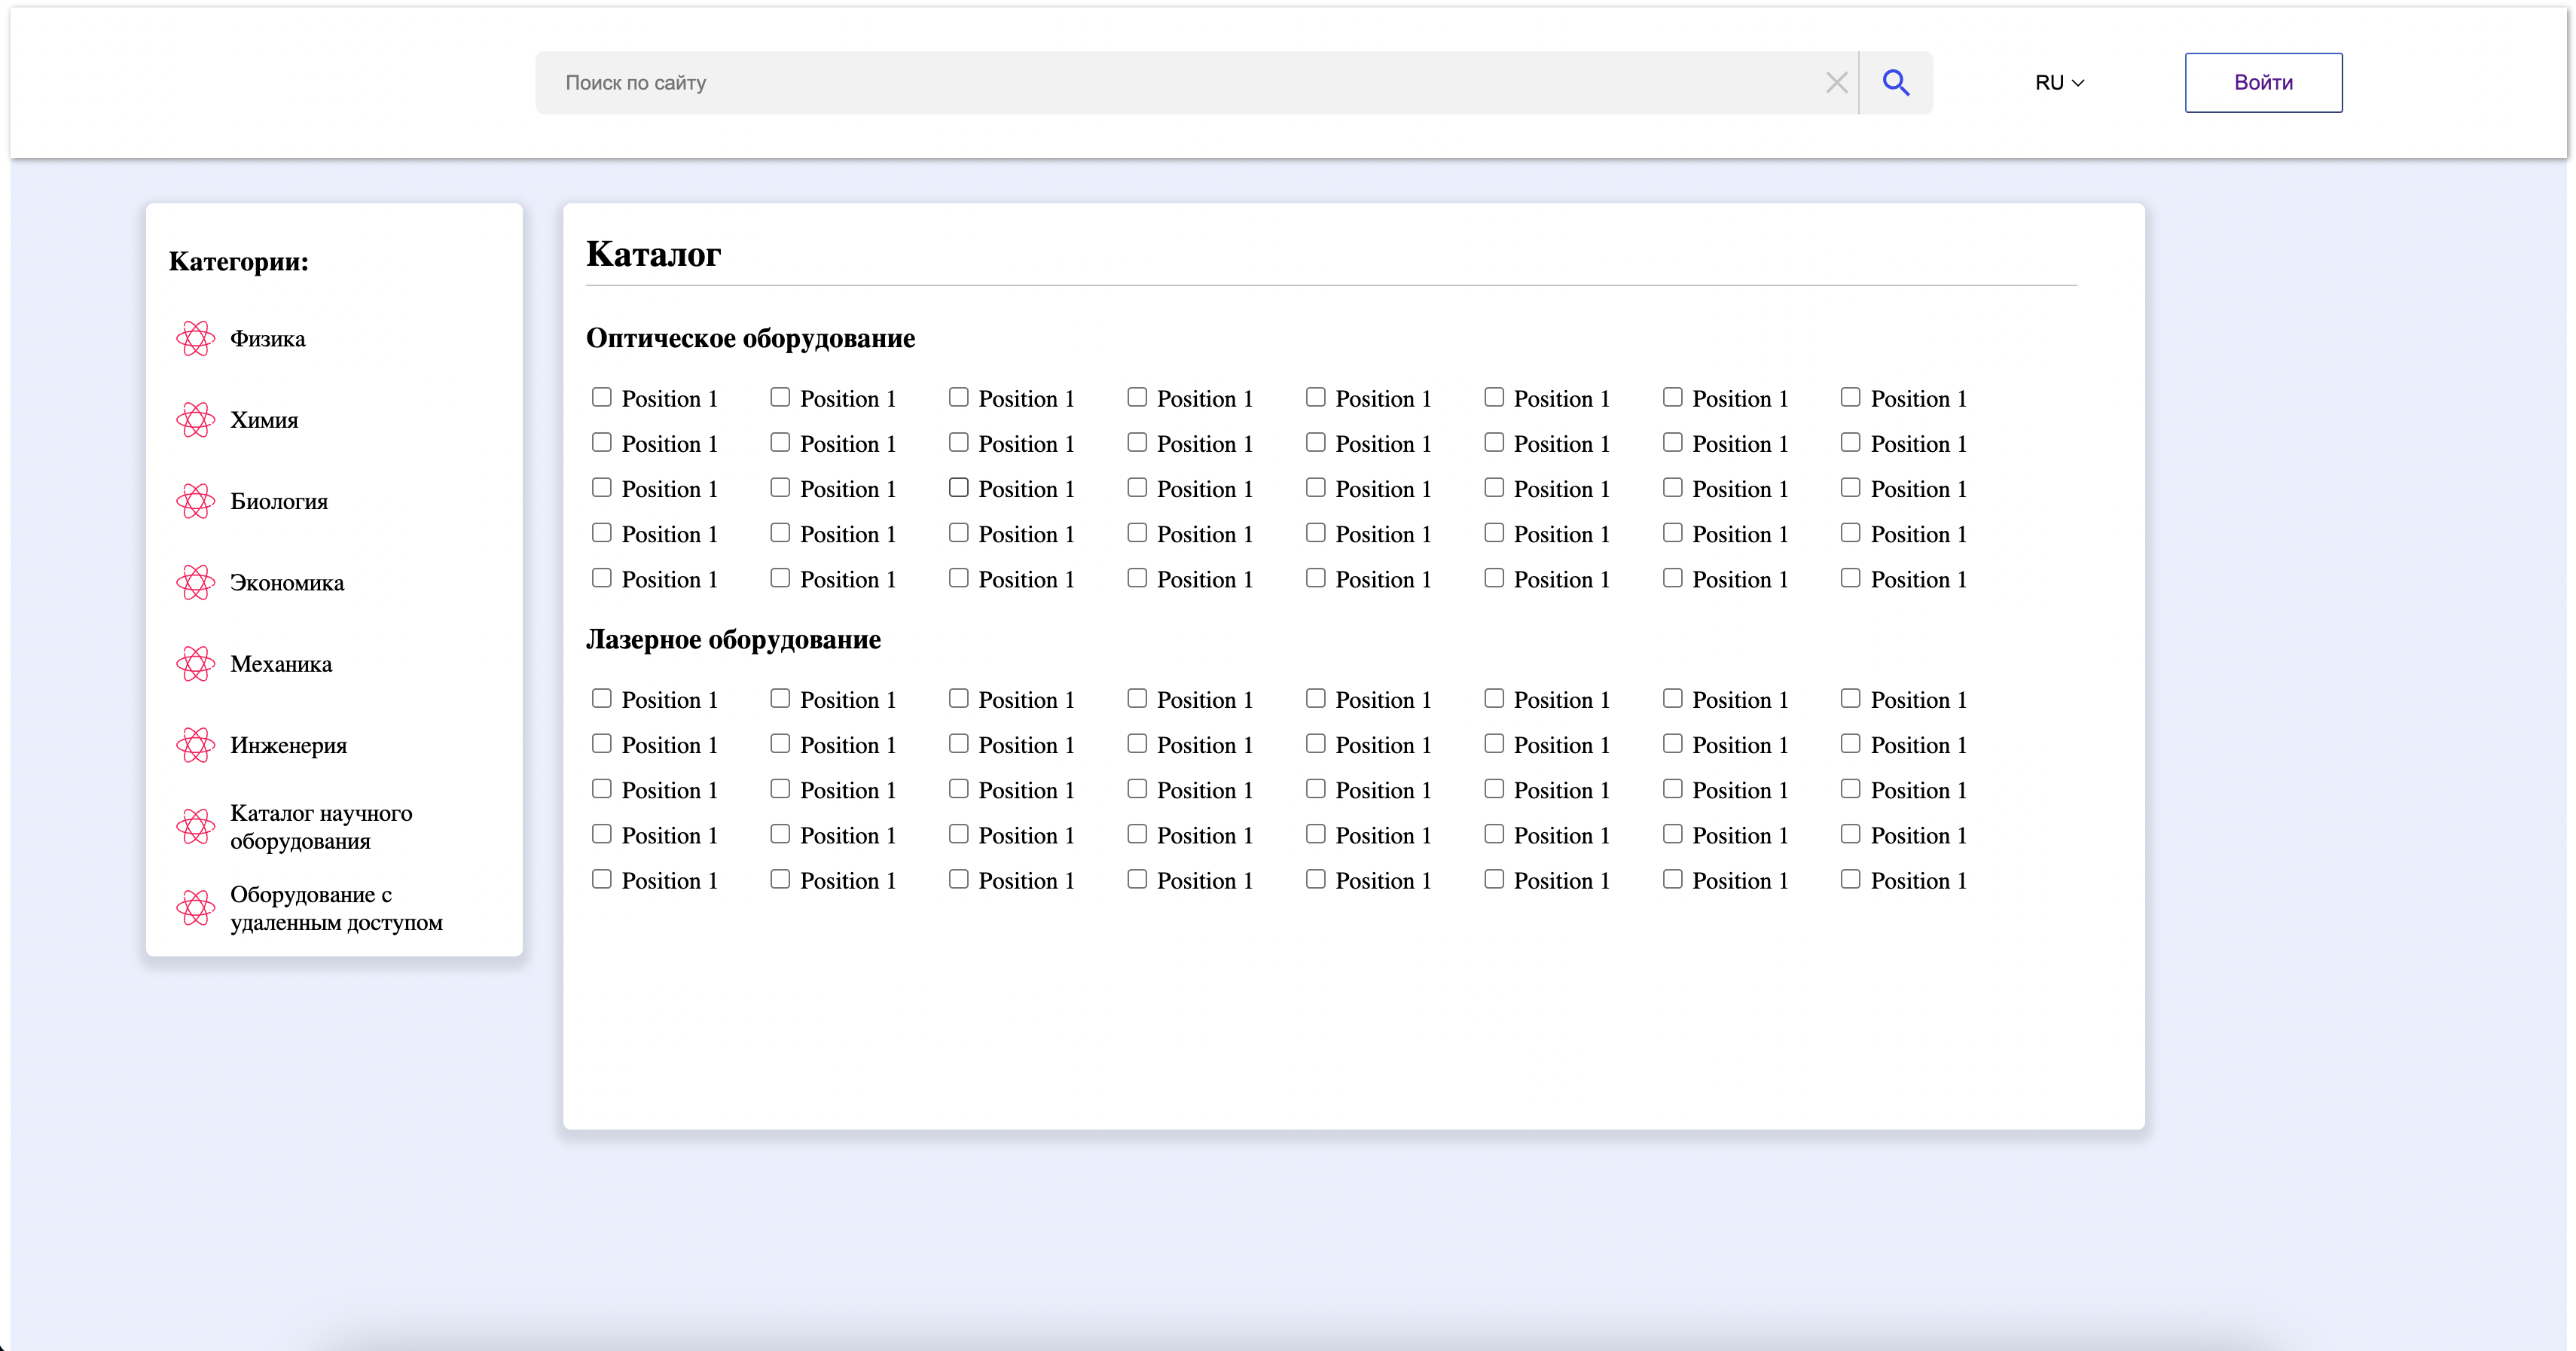 Поиск по сайту RU Войти
Категории:
Физика
Химия
Биология
Экономика
Механика
Инженерия
Каталог научного
оборудования
Оборудование с
удаленным доступом
Каталог
Оптическое оборудование
Position 1 Position 1 Position 1 Position 1 Position 1 Position 1 Position 1 Position 1
Position 1 Position 1 Position 1 Position 1 Position 1 Position 1 Position 1 Position 1
Position 1 Position 1 Position 1 Position 1 Position 1 Position 1 Position 1 Position 1
Position 1 Position 1 Position 1 Position 1 Position 1 Position 1 Position 1 Position 1
Position 1 Position 1 Position 1 Position 1 Position 1 Position 1 Position 1 Position 1
Лазерное оборудование
Position 1 Position 1 Position 1 Position 1 Position 1 Position 1 Position 1 Position 1
Position 1 Position 1 Position 1 Position 1 Position 1 Position 1 Position 1 Position 1
Position 1 Position 1 Position 1 Position 1 Position 1 Position 1 Position 1 Position 1
Position 1 Position 1 Position 1 Position 1 Position 1 Position 1 Position 1 Position 1
Position 1 Position 1 Position 1 Position 1 Position 1 Position 1 Position 1 Position 1